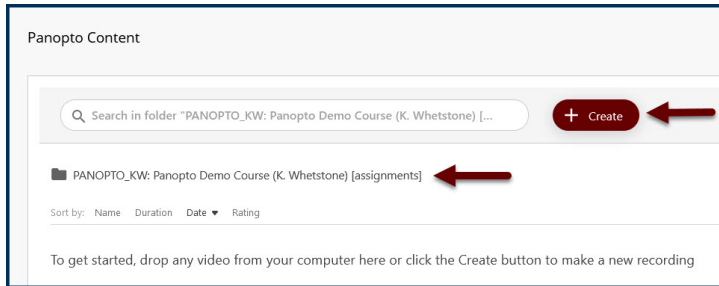 Panopto Content
Search in folder "PANOPTO_KW: Panopto Demo Course (K. Whetstone) [...
+ Create
PANOPTO_KW: Panopto Demo Course (K. Whetstone) [assignments]
Sort by: Name Duration Date ▼ Rating
To get started, drop any video from your computer here or click the Create button to make a new recording